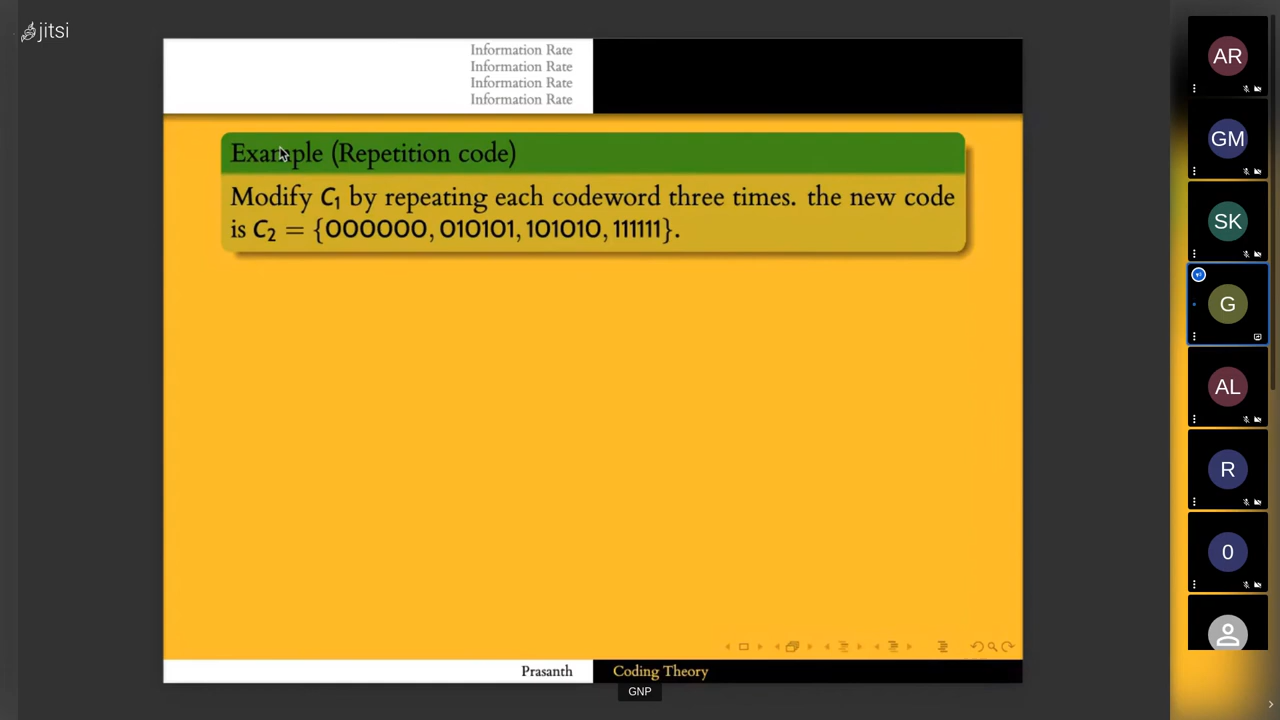 jitsi
Information Rate
Information Rate
Information Rate
Information Rate
Example (Repetition code)
Modify C₁ by repeating each codeword three times. the new code
is C₂ = {000000, 010101, 101010, 111111}.
Prasanth
Coding Theory
GNP
AR
GM
SK
G
AL
R
0